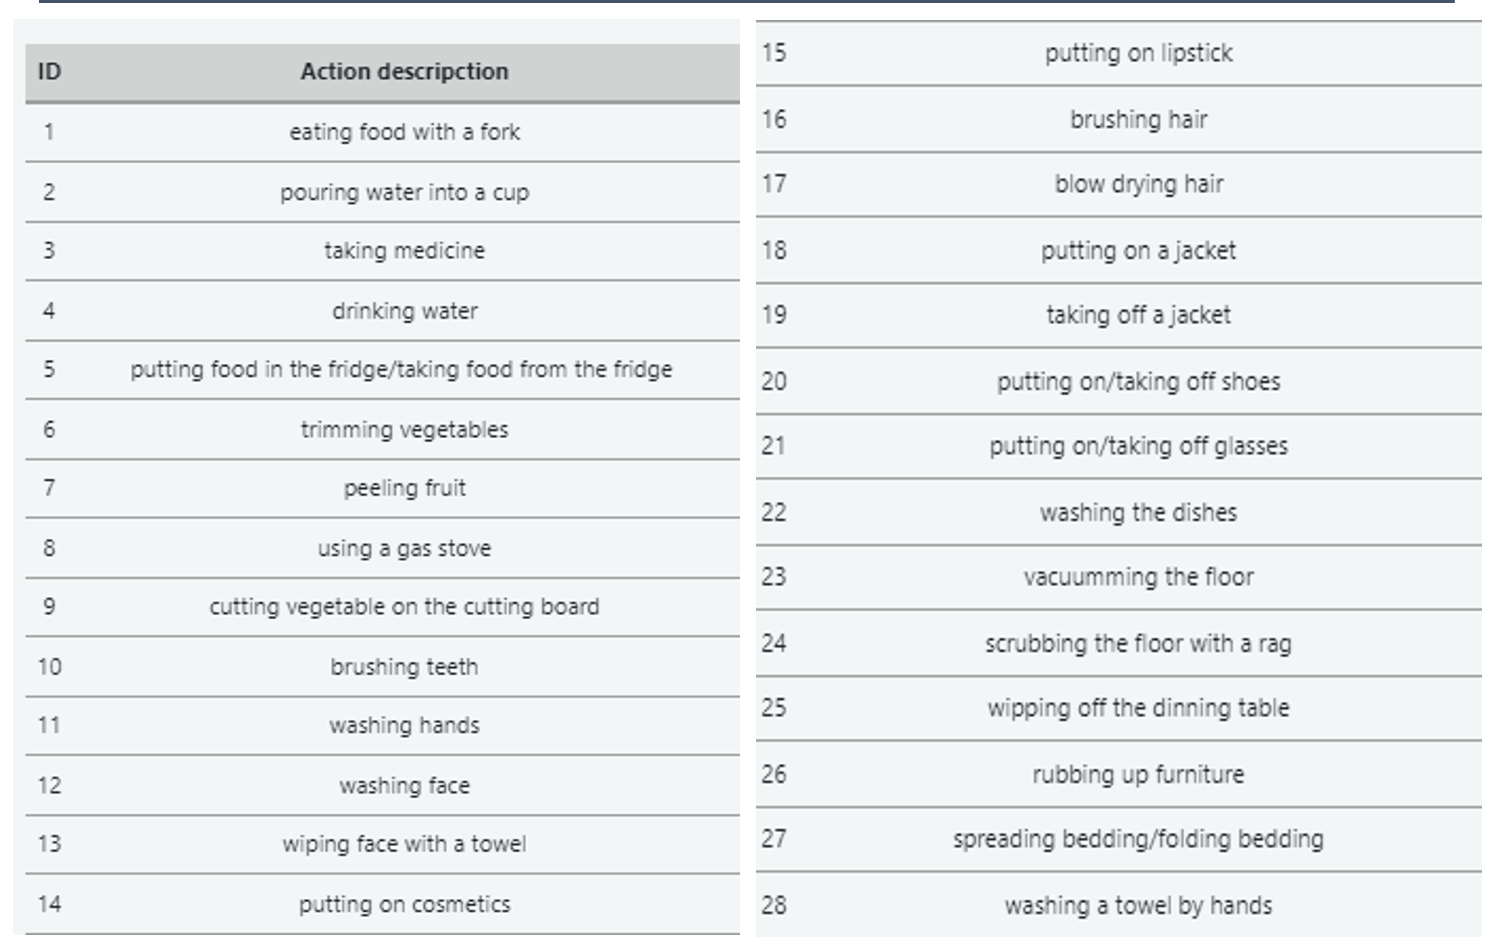 ID Action descripction
1 eating food with a fork
2 pouring water into a cup
3 taking medicine
4 drinking water
5 putting food in the fridge/taking food from the fridge
6 trimming vegetables
7 peeling fruit
8 using a gas stove
9 cutting vegetable on the cutting board
10 brushing teeth
11 washing hands
12 washing face
13 wiping face with a towel
14 putting on cosmetics
15 putting on lipstick
16 brushing hair
17 blow drying hair
18 putting on a jacket
19 taking off a jacket
20 putting on/taking off shoes
21 putting on/taking off glasses
22 washing the dishes
23 vacuumming the floor
24 scrubbing the floor with a rag
25 wipping off the dinning table
26 rubbing up furniture
27 spreading bedding/folding bedding
28 washing a towel by hands